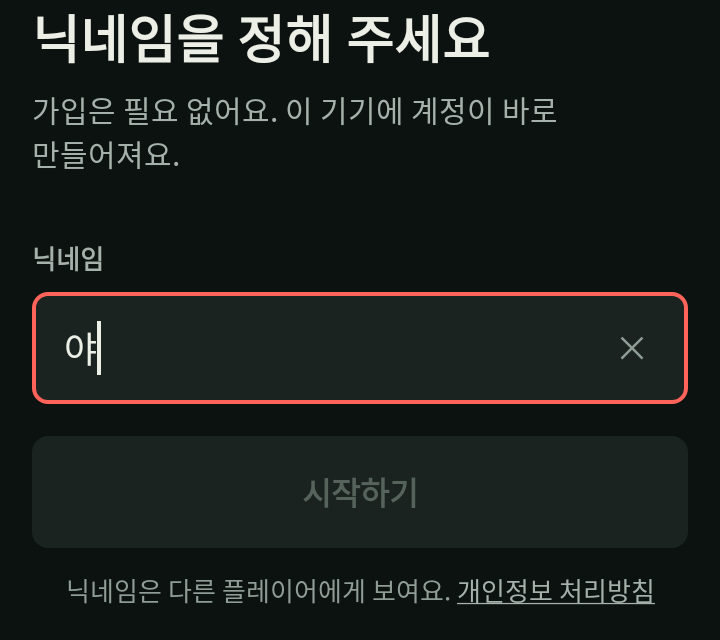 닉네임을 정해 주세요
가입은 필요 없어요. 이 기기에 계정이 바로
만들어져요.
닉네임
야
시작하기
닉네임은 다른 플레이어에게 보여요. 개인정보 처리방침